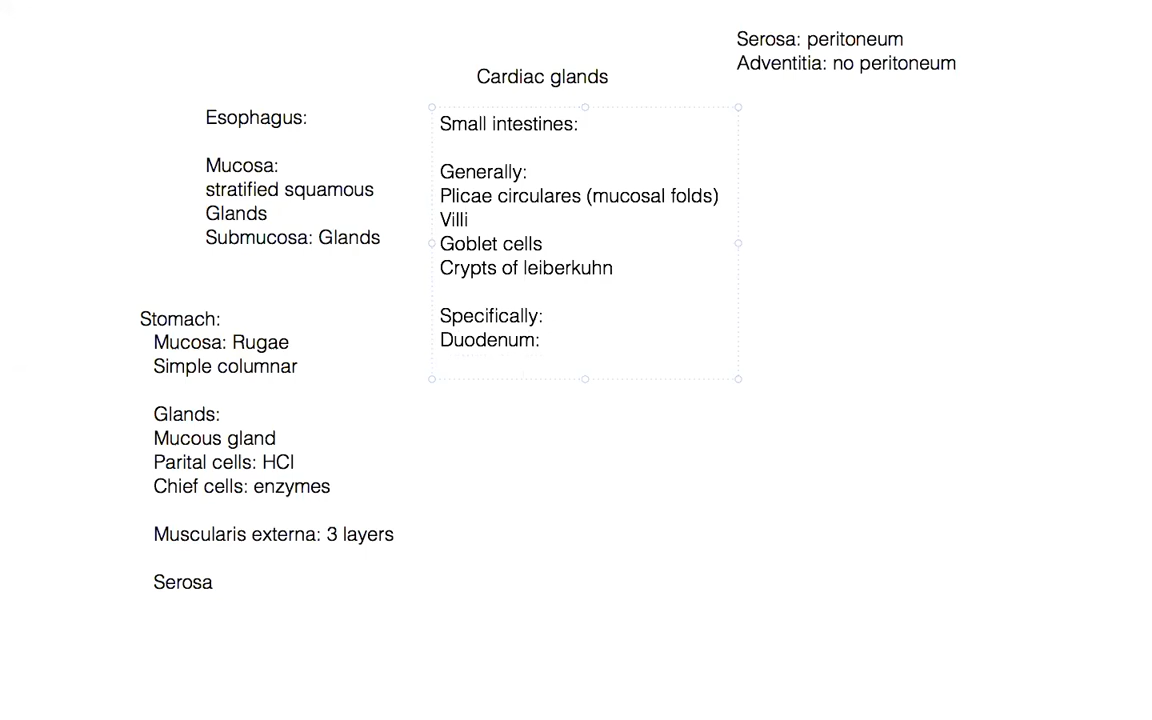 Serosa: peritoneum
Adventitia: no peritoneum
Cardiac glands
Esophagus:
Mucosa:
stratified squamous
Glands
Submucosa: Glands
Small intestines:
Generally:
Plicae circulares (mucosal folds)
Villi
Goblet cells
Crypts of leiberkuhn
Specifically:
Duodenum:
Stomach:
Mucosa: Rugae
Simple columnar
Glands:
Mucous gland
Parital cells: HCl
Chief cells: enzymes
Muscularis externa: 3 layers
Serosa